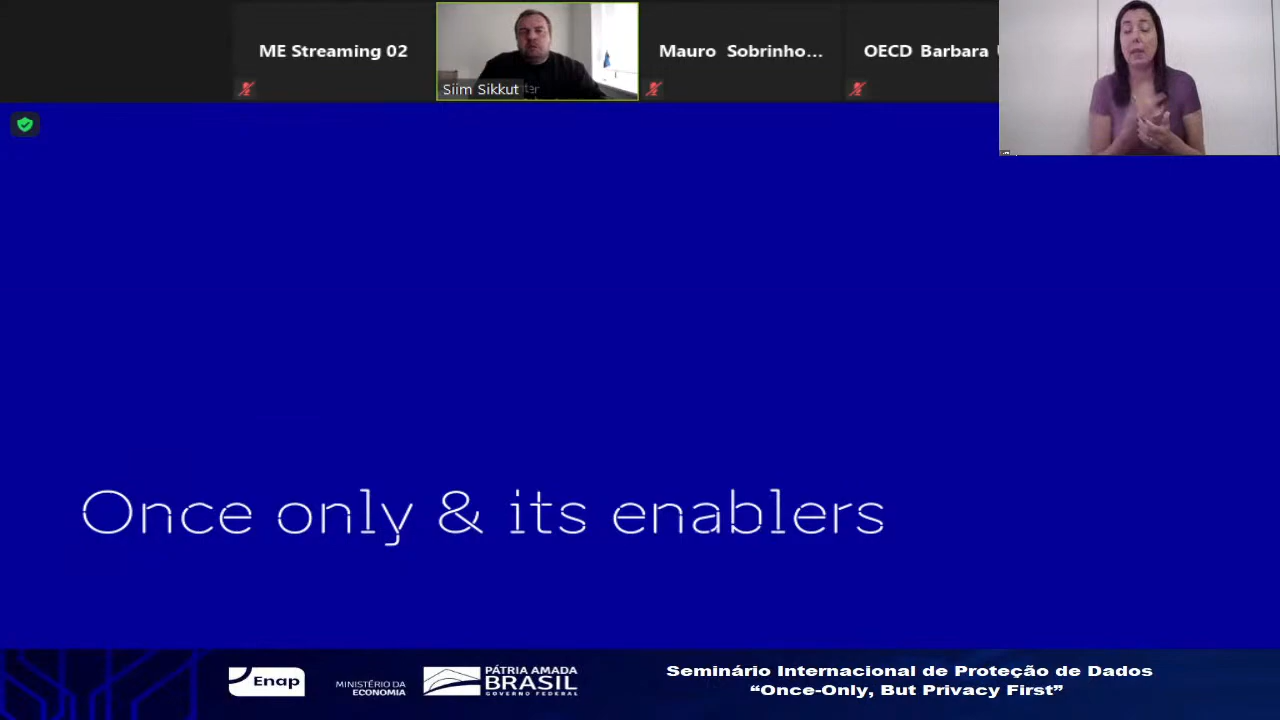 ME Streaming 02
Siim Sikkut
Mauro Sobrinho...
OECD Barbara
Once only & its enablers
Enap
MINISTÉRIO DA
ECONOMIA
PÁTRIA AMADA
BRASIL
GOVERNO FEDERAL
Seminário Internacional de Proteção de Dados
“Once-Only, But Privacy First”